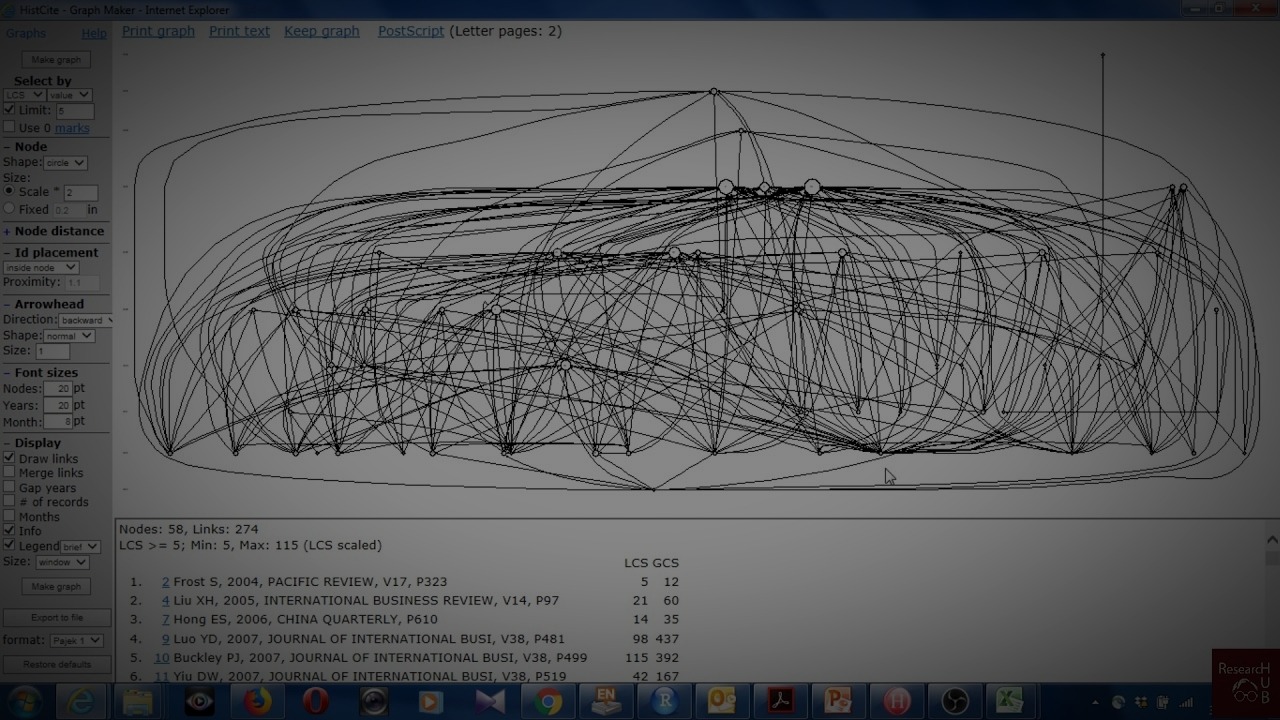 HistCite - Graph Maker - Internet Explorer
Graphs Help
Print graph Print text Keep graph PostScript (Letter pages: 2)
Make graph
Select by
LCS value
Limit: 5
Use 0 marks
− Node
Shape: circle
Size:
Scale * 2
Fixed 0.2 in
+ Node distance
− Id placement
inside node
Proximity: 1.1
− Arrowhead
Direction: backward
Shape: normal
Size: 1
− Font sizes
Nodes: 20 pt
Years: 20 pt
Month: 8 pt
− Display
Draw links
Merge links
Gap years
# of records
Months
Info
Legend brief
Size: window
Make graph
Export to file
format: Pajek 1
Restore defaults
Nodes: 58, Links: 274
LCS >= 5; Min: 5, Max: 115 (LCS scaled)
LCS GCS
1. 2 Frost S, 2004, PACIFIC REVIEW, V17, P323 5 12
2. 4 Liu XH, 2005, INTERNATIONAL BUSINESS REVIEW, V14, P97 21 60
3. 7 Hong ES, 2006, CHINA QUARTERLY, P610 14 35
4. 9 Luo YD, 2007, JOURNAL OF INTERNATIONAL BUSI, V38, P481 98 437
5. 10 Buckley PJ, 2007, JOURNAL OF INTERNATIONAL BUSI, V38, P499 115 392
6. 11 Yiu DW, 2007, JOURNAL OF INTERNATIONAL BUSI, V38, P519 42 167
ResearcH
HUB
EN